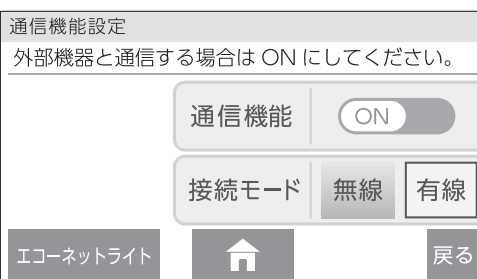 通信機能設定
外部機器と通信する場合は ON にしてください。
通信機能 ON
接続モード 無線 有線
エコーネットライト 戻る